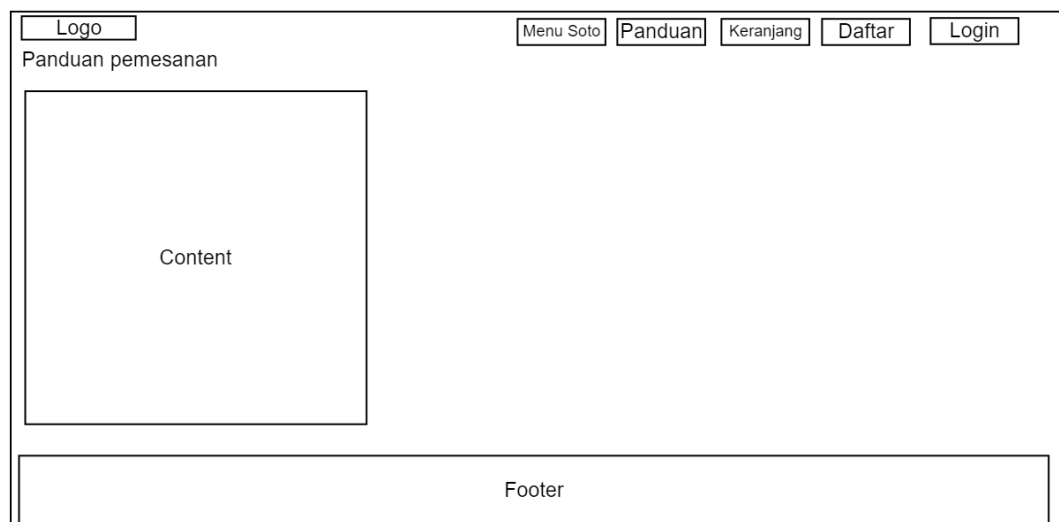 Logo
Menu Soto
Panduan
Keranjang
Daftar
Login
Panduan pemesanan
Content
Footer